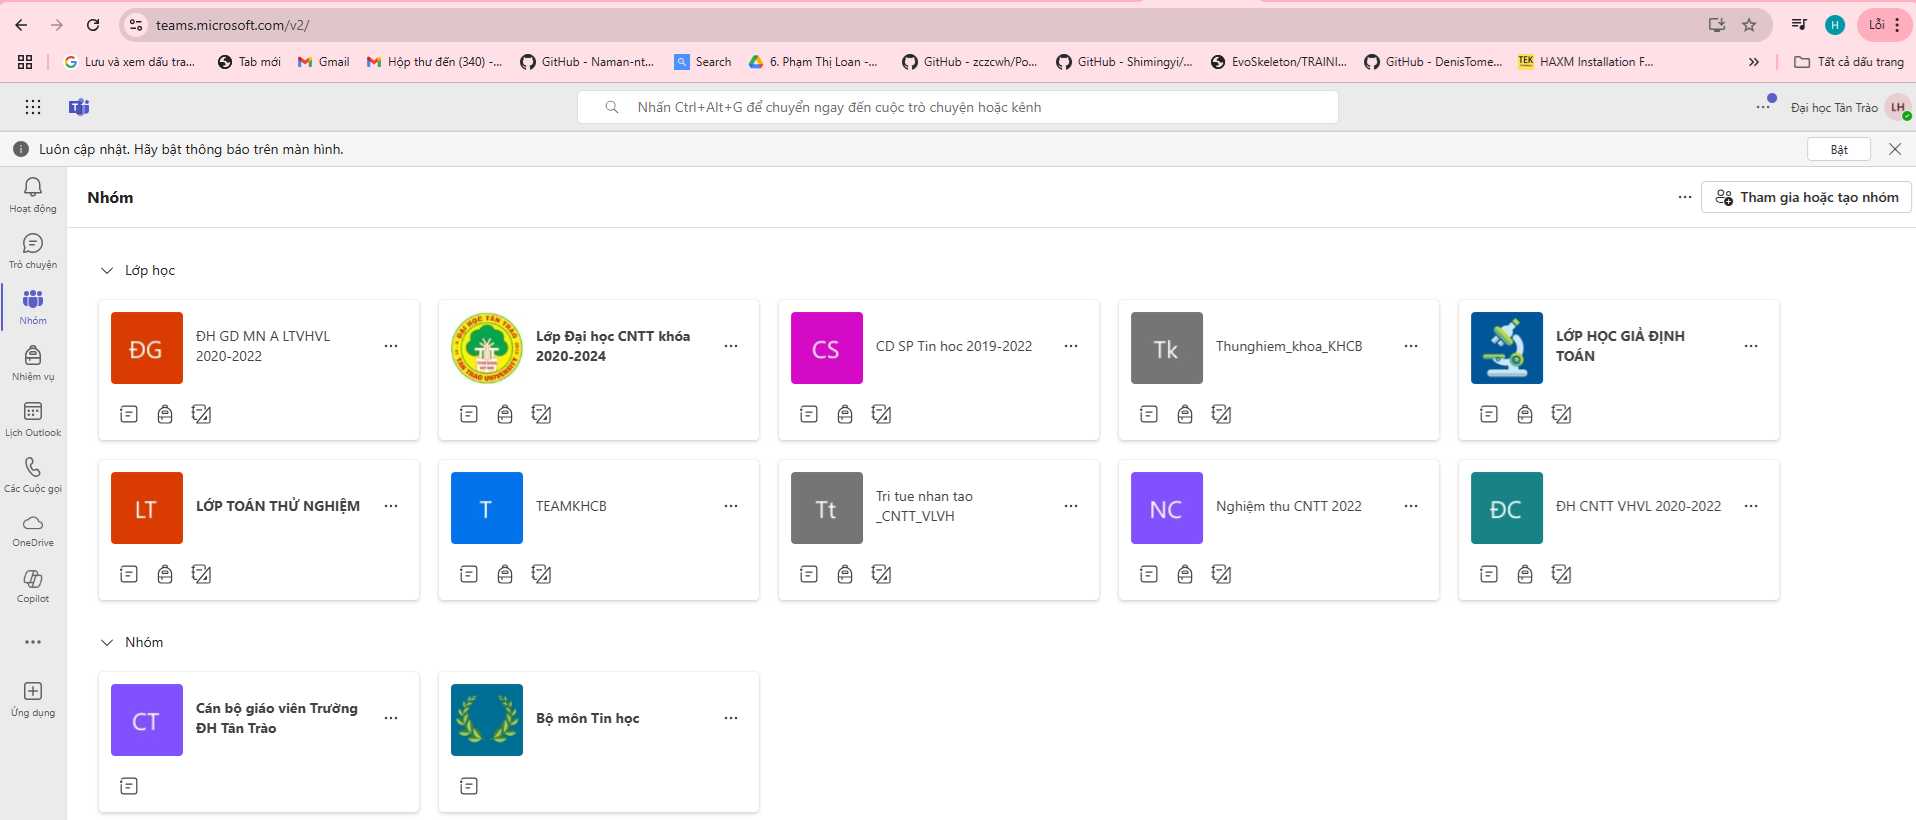 teams.microsoft.com/v2/
H
Lỗi
Lưu và xem dấu tra...
Tab mới
Gmail
Hộp thư đến (340) -...
GitHub - Naman-nt...
Search
6. Phạm Thị Loan -...
GitHub - zczcwh/Po...
GitHub - Shimingyi/...
EvoSkeleton/TRAINI...
GitHub - DenisTome...
TEK
HAXM Installation F...
Tất cả dấu trang
Nhấn Ctrl+Alt+G để chuyển ngay đến cuộc trò chuyện hoặc kênh
Đại học Tân Trào
LH
Luôn cập nhật. Hãy bật thông báo trên màn hình.
Bật
Hoạt động
Trò chuyện
Nhóm
Nhiệm vụ
Lịch Outlook
Các Cuộc gọi
OneDrive
Copilot
Ứng dụng
Nhóm
Tham gia hoặc tạo nhóm
Lớp học
ĐG
ĐH GD MN A LTVHVL
2020-2022
ĐẠI HỌC TÂN TRÀO
TAN TRAO UNIVERSITY
Lớp Đại học CNTT khóa
2020-2024
CS
CD SP Tin hoc 2019-2022
Tk
Thunghiem_khoa_KHCB
LỚP HỌC GIẢ ĐỊNH
TOÁN
LT
LỚP TOÁN THỬ NGHIỆM
T
TEAMKHCB
Tt
Tri tue nhan tao
_CNTT_VLVH
NC
Nghiệm thu CNTT 2022
ĐC
ĐH CNTT VHVL 2020-2022
Nhóm
CT
Cán bộ giáo viên Trường
ĐH Tân Trào
Bộ môn Tin học